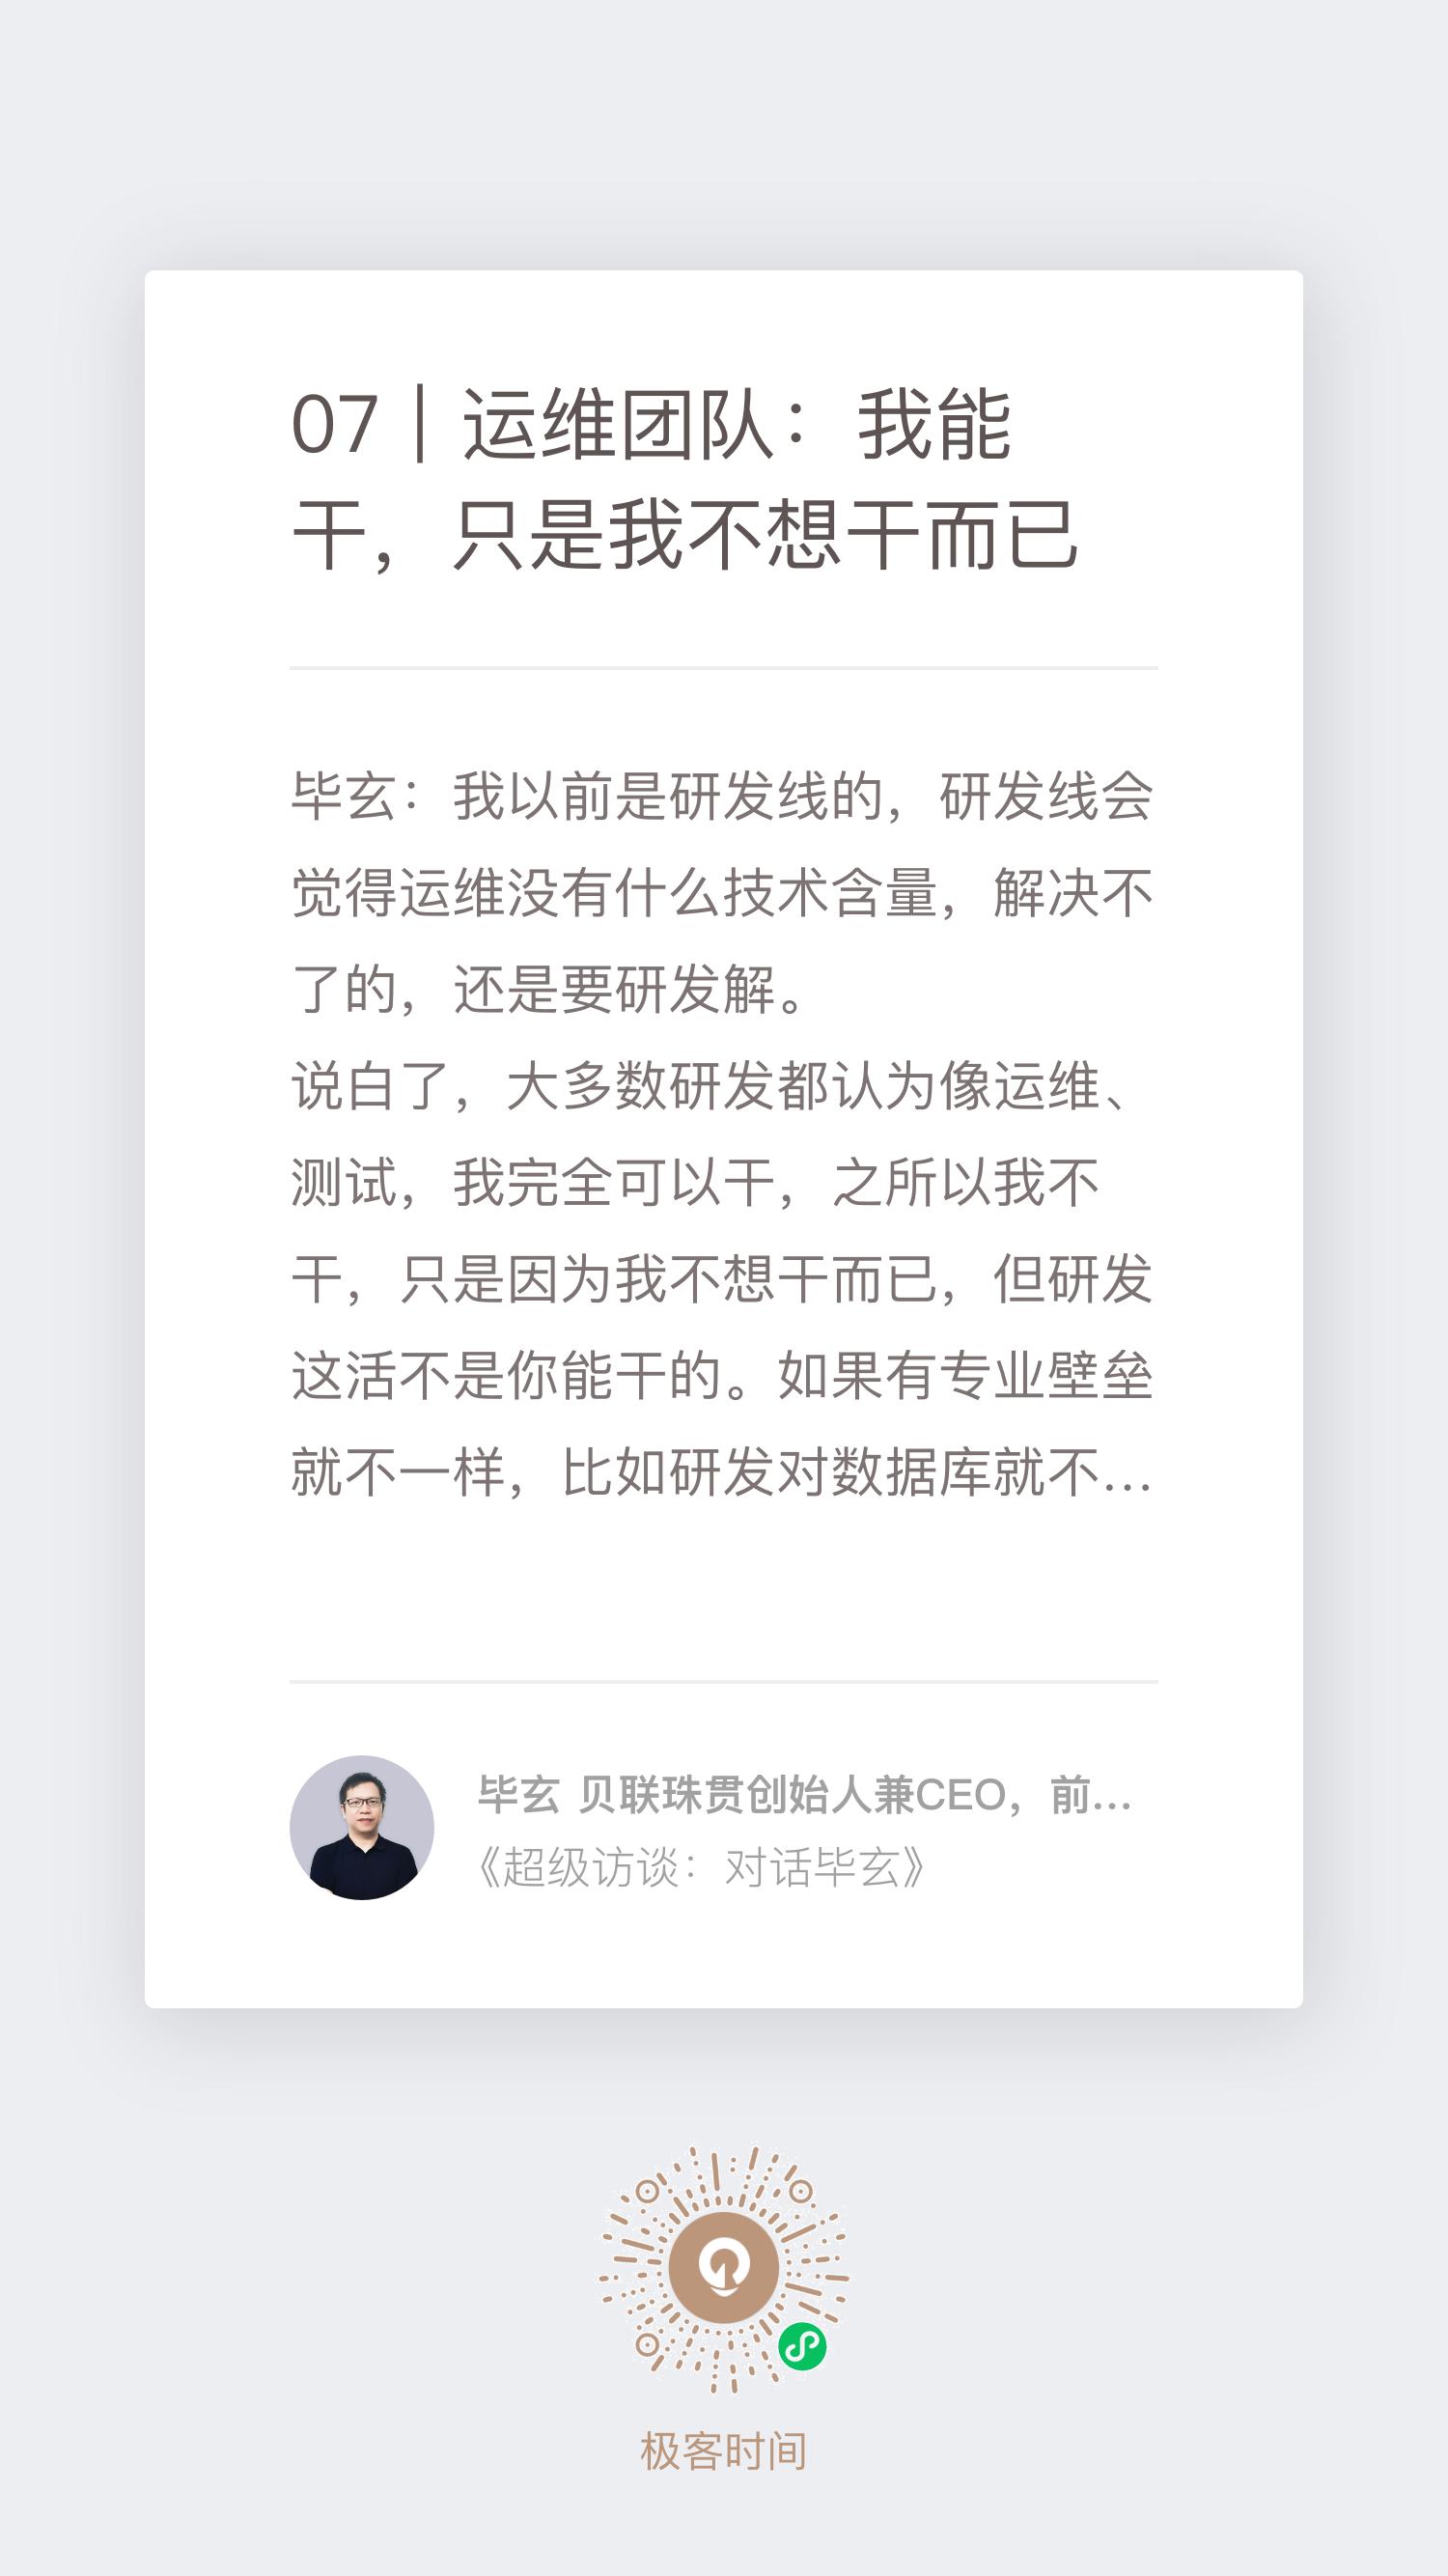 07｜运维团队：我能
干，只是我不想干而已
毕玄：我以前是研发线的，研发线会
觉得运维没有什么技术含量，解决不
了的，还是要研发解。
说白了，大多数研发都认为像运维、
测试，我完全可以干，之所以我不
干，只是因为我不想干而已，但研发
这活不是你能干的。如果有专业壁垒
就不一样，比如研发对数据库就不…
毕玄 贝联珠贯创始人兼CEO，前…
《超级访谈：对话毕玄》
极客时间